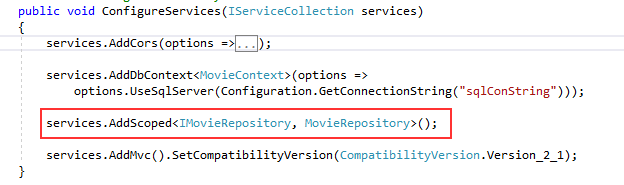 public void ConfigureServices(IServiceCollection services)
{
services.AddCors(options =>...);
services.AddDbContext<MovieContext>(options =>
options.UseSqlServer(Configuration.GetConnectionString("sqlConString")));
services.AddScoped<IMovieRepository, MovieRepository>();
services.AddMvc().SetCompatibilityVersion(CompatibilityVersion.Version_2_1);
}